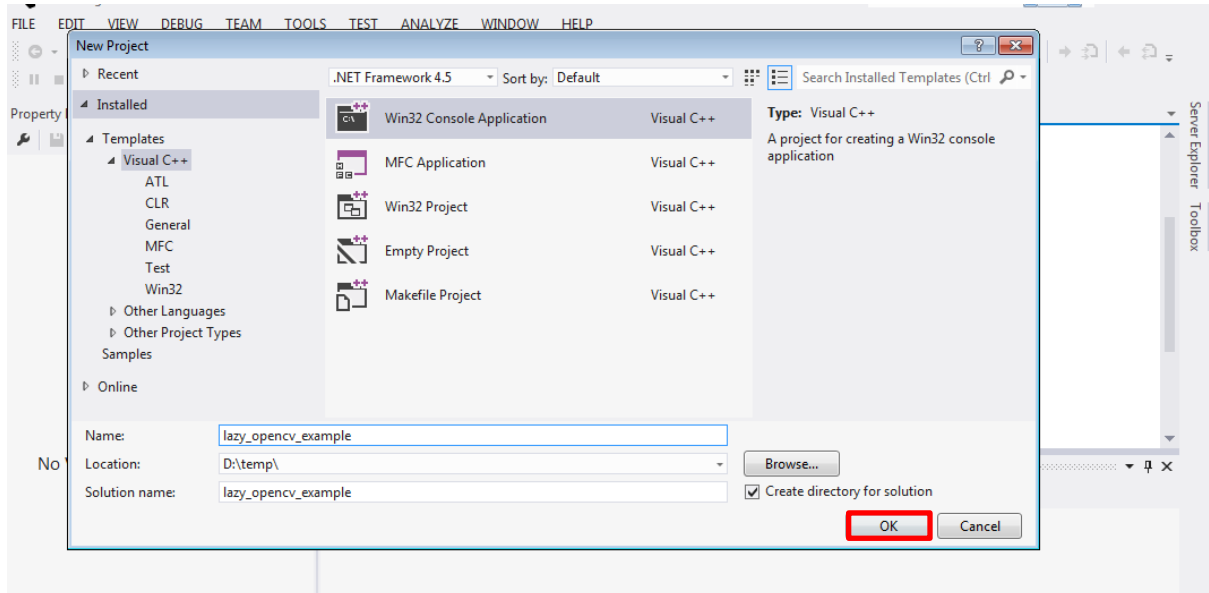 FILE EDIT VIEW DEBUG TEAM TOOLS TEST ANALYZE WINDOW HELP
New Project
Recent
.NET Framework 4.5 Sort by: Default Search Installed Templates (Ctrl
Installed
Templates
Visual C++
ATL
CLR
General
MFC
Test
Win32
Other Languages
Other Project Types
Samples
Online
Win32 Console Application Visual C++
MFC Application Visual C++
Win32 Project Visual C++
Empty Project Visual C++
Makefile Project Visual C++
Type: Visual C++
A project for creating a Win32 console
application
Name: lazy_opencv_example
Location: D:\temp\ Browse...
Solution name: lazy_opencv_example Create directory for solution
OK Cancel
Property
No
Server Explorer
Toolbox